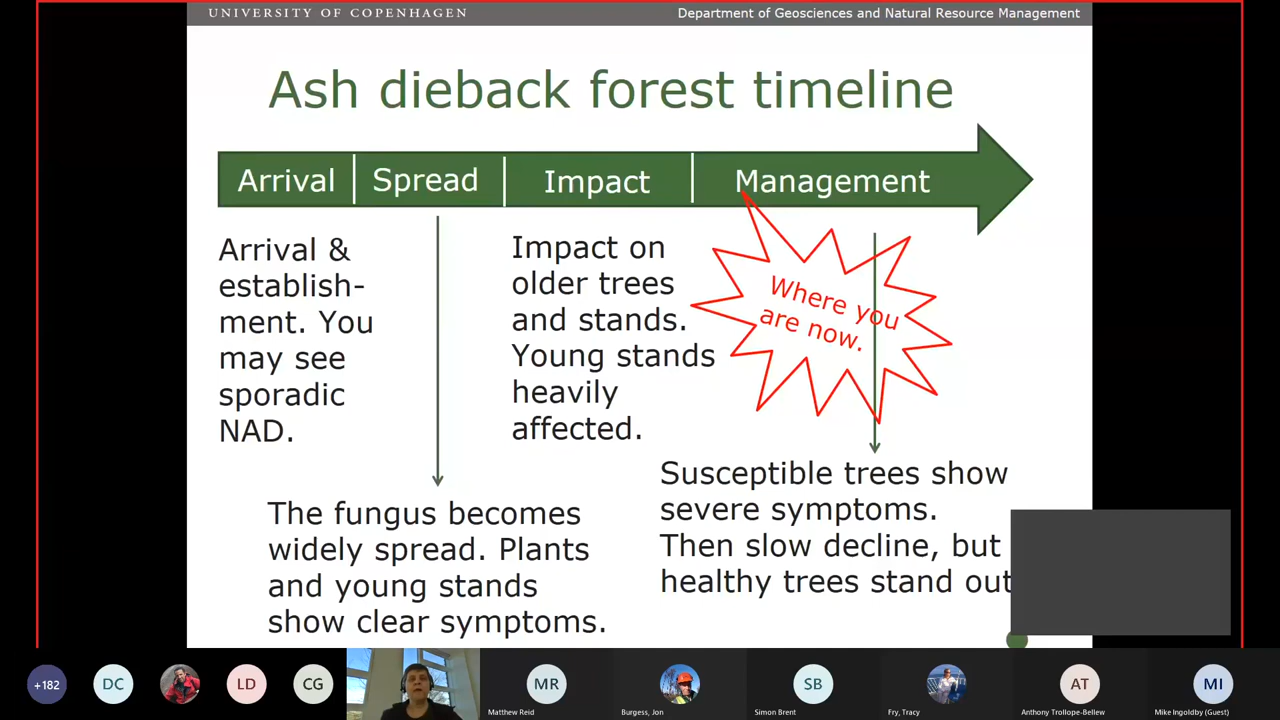 UNIVERSITY OF COPENHAGEN
Department of Geosciences and Natural Resource Management
Ash dieback forest timeline
Arrival
Spread
Impact
Management
Arrival &
establish-
ment. You
may see
sporadic
NAD.
The fungus becomes
widely spread. Plants
and young stands
show clear symptoms.
Impact on
older trees
and stands.
Young stands
heavily
affected.
Where you
are now.
Susceptible trees show
severe symptoms.
Then slow decline, but
healthy trees stand out
+182
DC
LD
CG
MR
Matthew Reid
Burgess, Jon
SB
Simon Brent
Fry, Tracy
AT
Anthony Trollope-Bellew
MI
Mike Ingoldby (Guest)